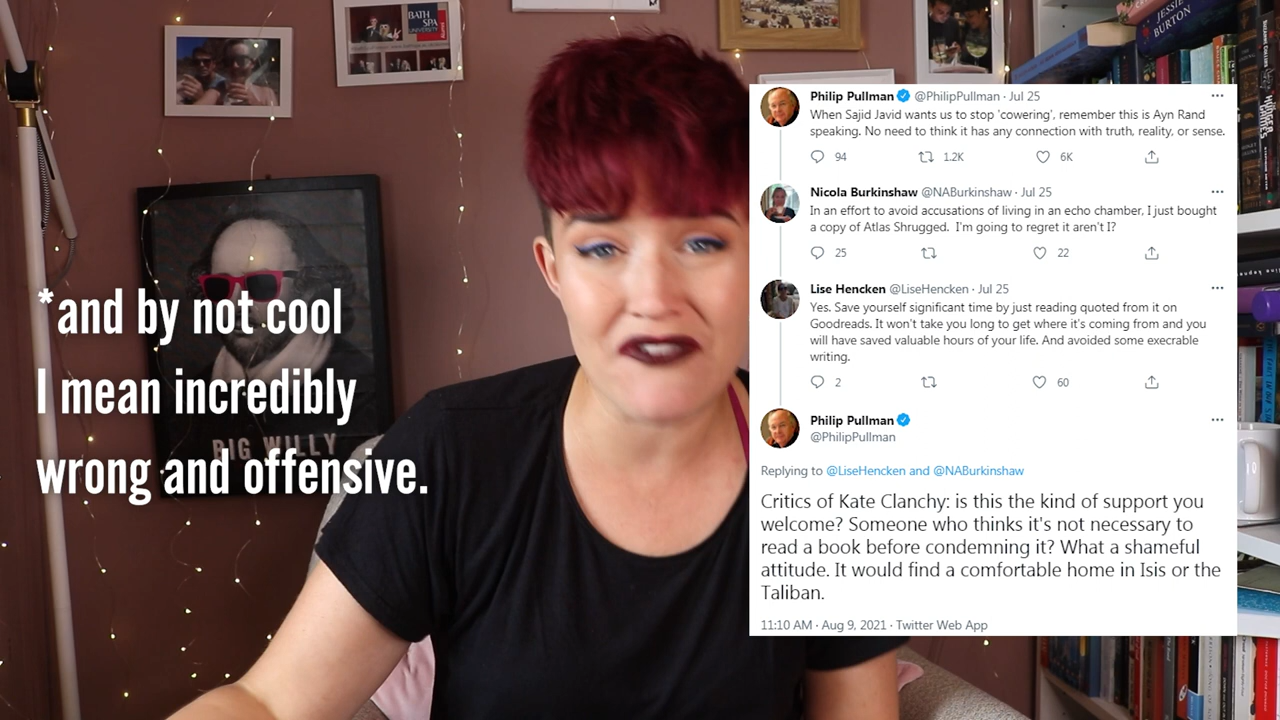 BATH
SPA
UNIVERSITY
JESSIE
BURTON
HUNGER
GAMES
BIG WILLY
*and by not cool
I mean incredibly
wrong and offensive.
Philip Pullman @PhilipPullman · Jul 25
When Sajid Javid wants us to stop 'cowering', remember this is Ayn Rand
speaking. No need to think it has any connection with truth, reality, or sense.
94 1.2K 6K
Nicola Burkinshaw @NABurkinshaw · Jul 25
In an effort to avoid accusations of living in an echo chamber, I just bought
a copy of Atlas Shrugged. I'm going to regret it aren't I?
25 22
Lise Hencken @LiseHencken · Jul 25
Yes. Save yourself significant time by just reading quoted from it on
Goodreads. It won't take you long to get where it's coming from and you
will have saved valuable hours of your life. And avoided some execrable
writing.
2 60
Philip Pullman
@PhilipPullman
Replying to @LiseHencken and @NABurkinshaw
Critics of Kate Clanchy: is this the kind of support you
welcome? Someone who thinks it's not necessary to
read a book before condemning it? What a shameful
attitude. It would find a comfortable home in Isis or the
Taliban.
11:10 AM · Aug 9, 2021 · Twitter Web App